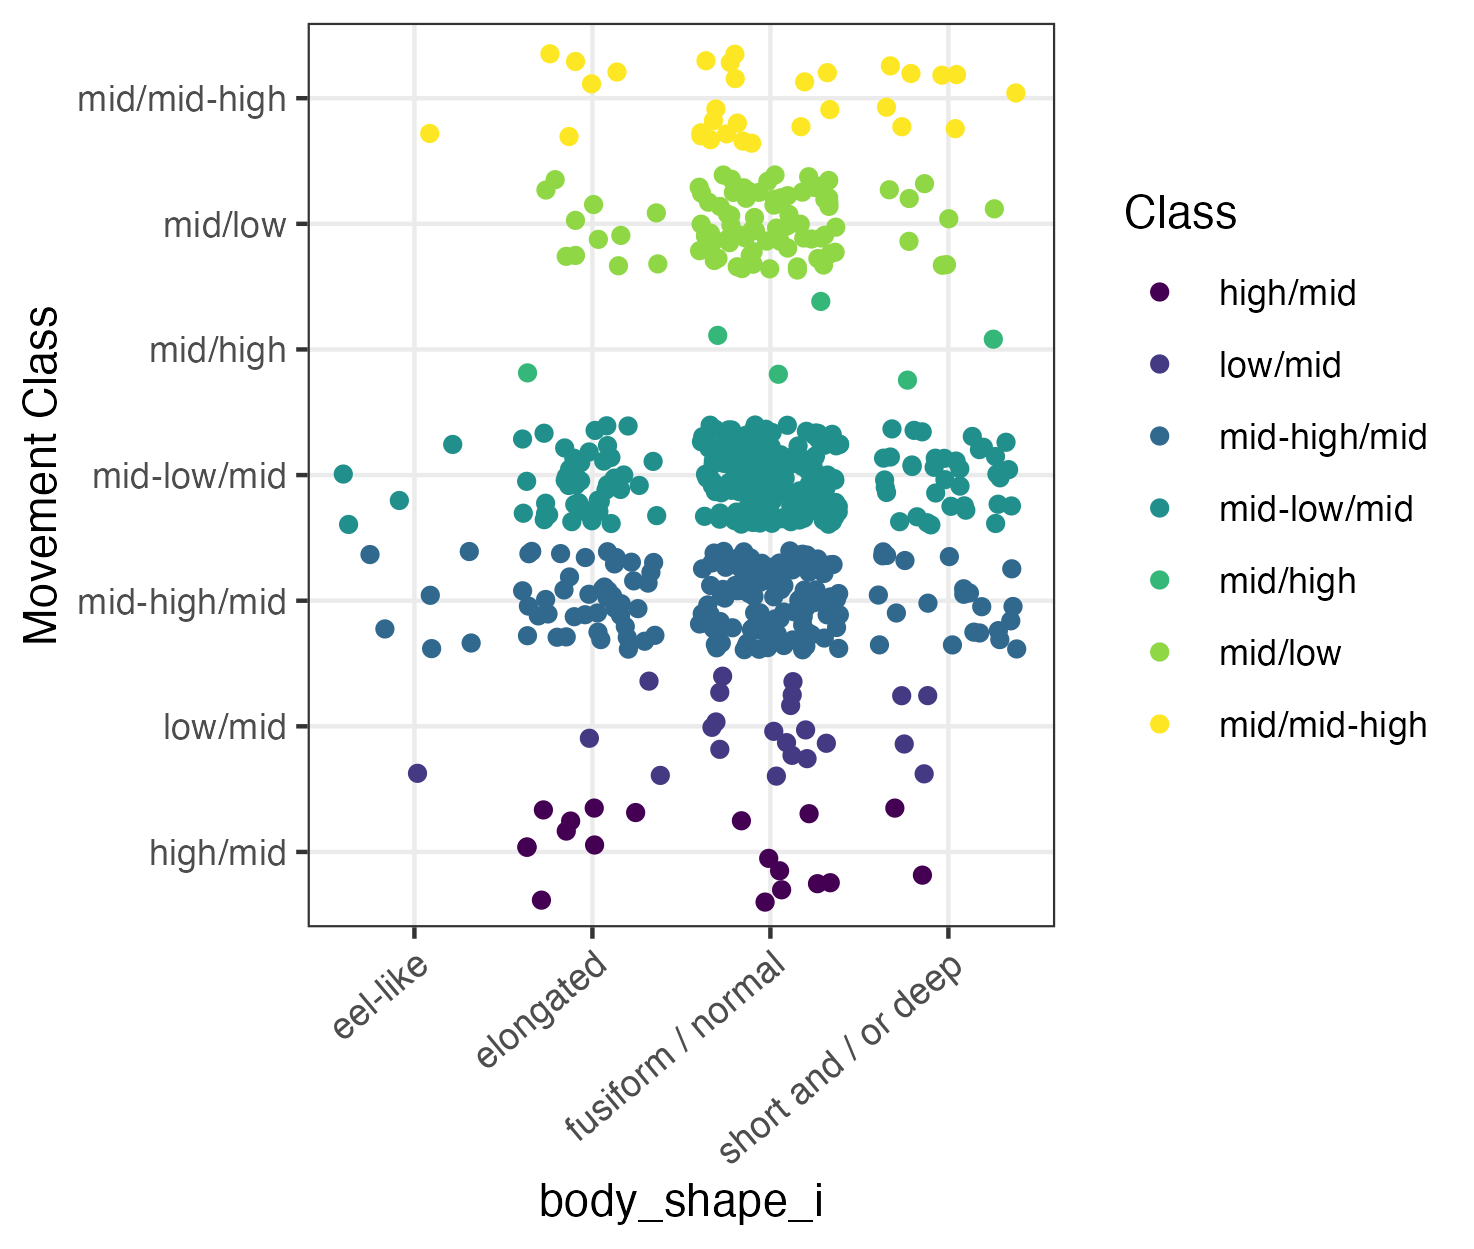 Movement Class
mid/mid-high
mid/low
mid/high
mid-low/mid
mid-high/mid
low/mid
high/mid
eel-like
elongated
fusiform / normal
short and / or deep
body_shape_i
Class
high/mid
low/mid
mid-high/mid
mid-low/mid
mid/high
mid/low
mid/mid-high